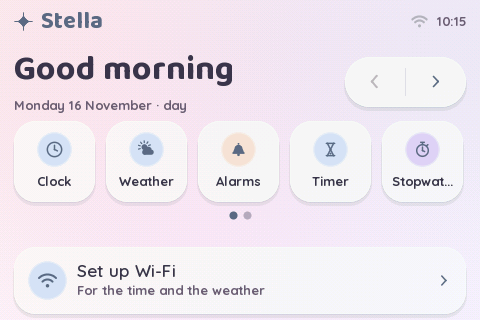 Stella
10:15
Good morning
Monday 16 November · day
Clock
Weather
Alarms
Timer
Stopwat...
Set up Wi-Fi
For the time and the weather